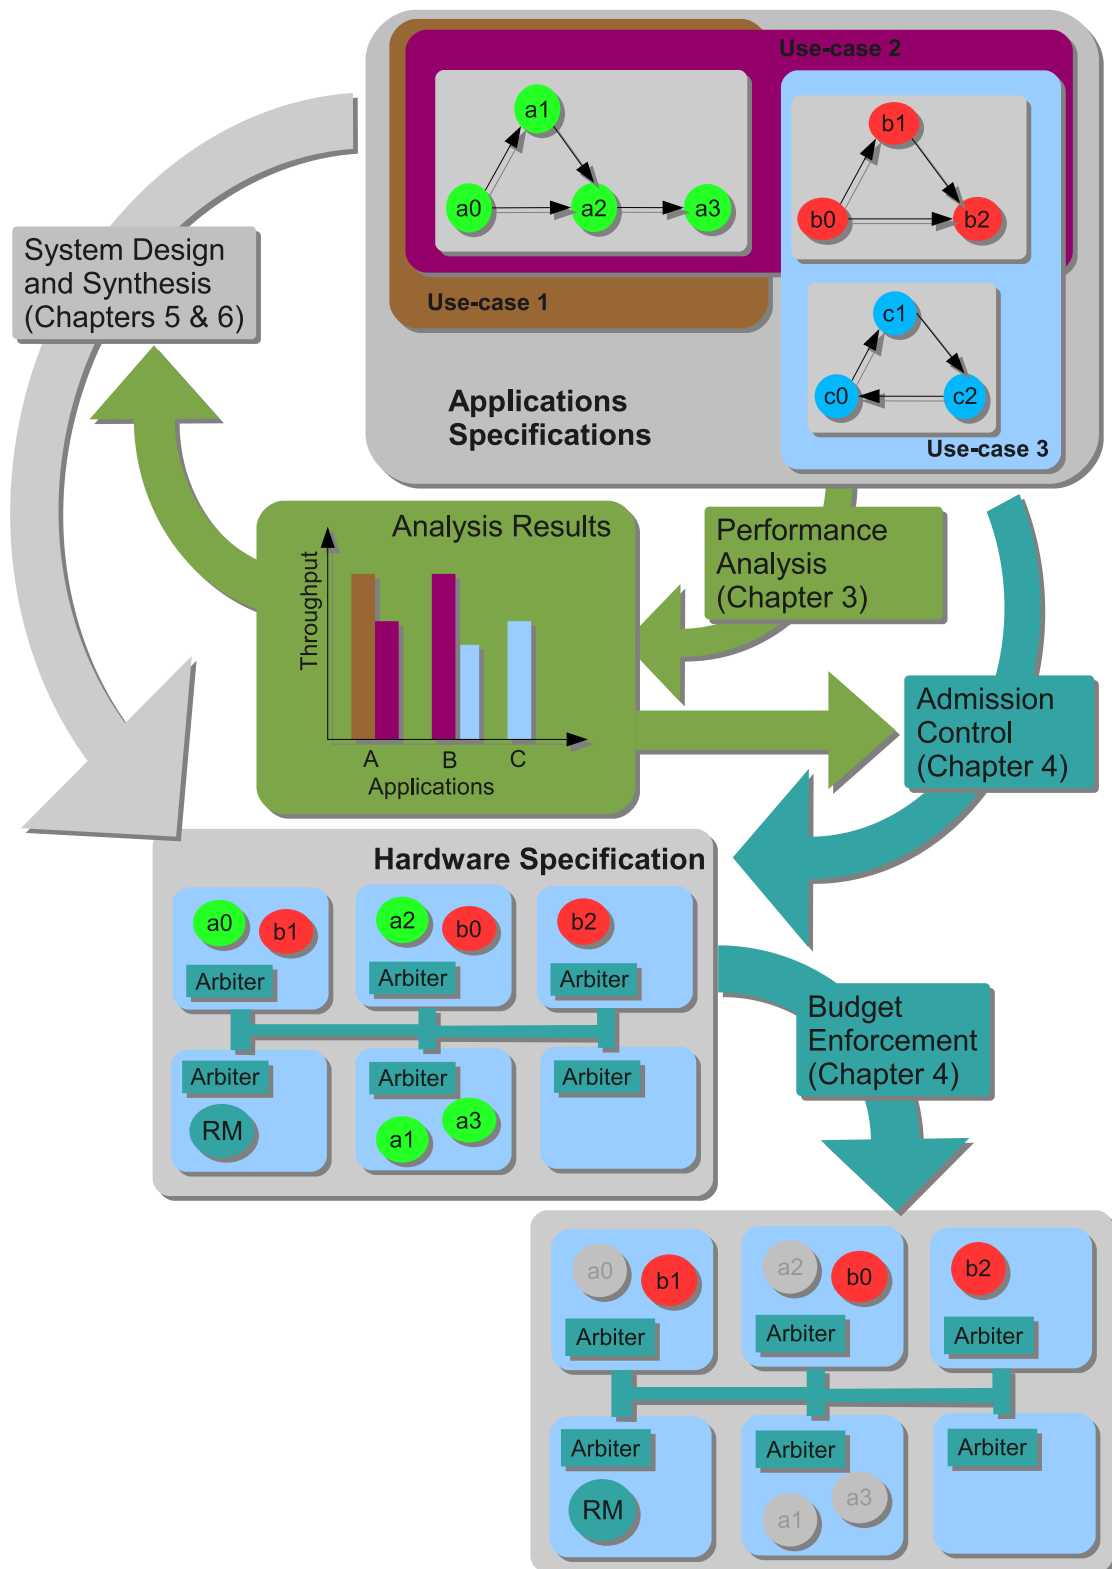 Use-case 2
a1
b1
a0
a2
a3
b0
b2
System Design
and Synthesis
(Chapters 5 & 6)
Use-case 1
c1
c0
c2
Applications
Specifications
Use-case 3
Analysis Results
Throughput
A
B
C
Applications
Performance
Analysis
(Chapter 3)
Admission
Control
(Chapter 4)
Hardware Specification
a0
b1
a2
b0
b2
Arbiter
Arbiter
Arbiter
Arbiter
Arbiter
Arbiter
RM
a1
a3
Budget
Enforcement
(Chapter 4)
a0
b1
a2
b0
b2
Arbiter
Arbiter
Arbiter
Arbiter
Arbiter
Arbiter
RM
a1
a3